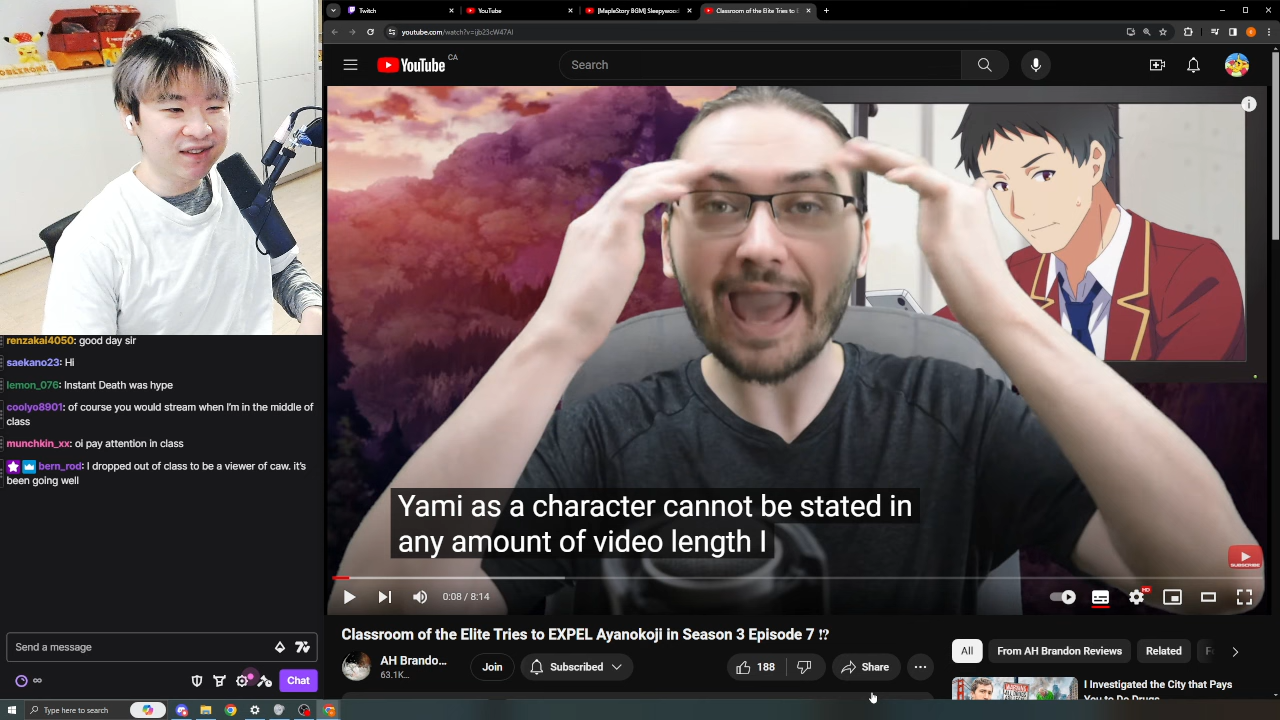 Twitch
YouTube
[MapleStory BGM] Sleepywood
Classroom of the Elite Tries to E
youtube.com/watch?v=ijb23cW47AI
YouTube CA
Search
renzakai4050: good day sir
saekano23: Hi
lemon_076: Instant Death was hype
coolyo8901: of course you would stream when I'm in the middle of
class
munchkin_xx: oi pay attention in class
bern_rod: I dropped out of class to be a viewer of caw. it's
been going well
Yami as a character cannot be stated in
any amount of video length I
SUBSCRIBE
0:08 / 8:14
HD
Classroom of the Elite Tries to EXPEL Ayanokoji in Season 3 Episode 7 !?
AH Brando...
63.1K...
Join
Subscribed
188
Share
All
From AH Brandon Reviews
Related
I Investigated the City that Pays
You to Do Drugs
Send a message
Chat
Type here to search